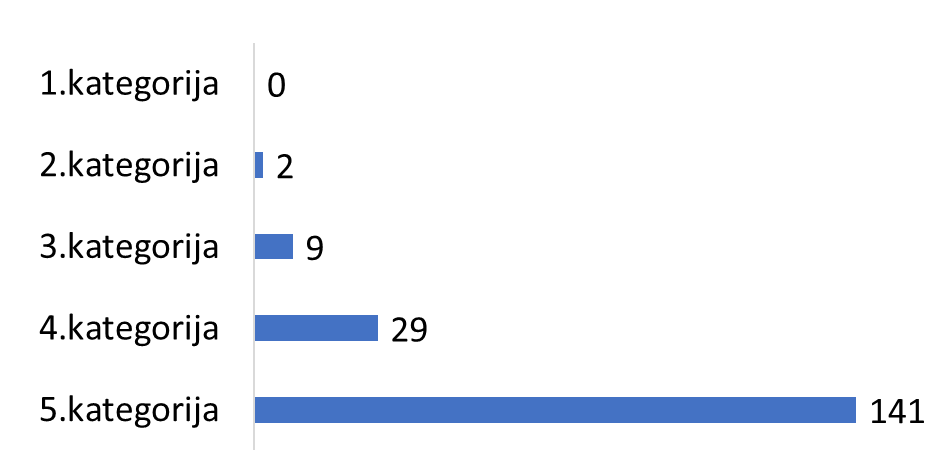 1.kategorija 0
2.kategorija 2
3.kategorija 9
4.kategorija 29
5.kategorija 141